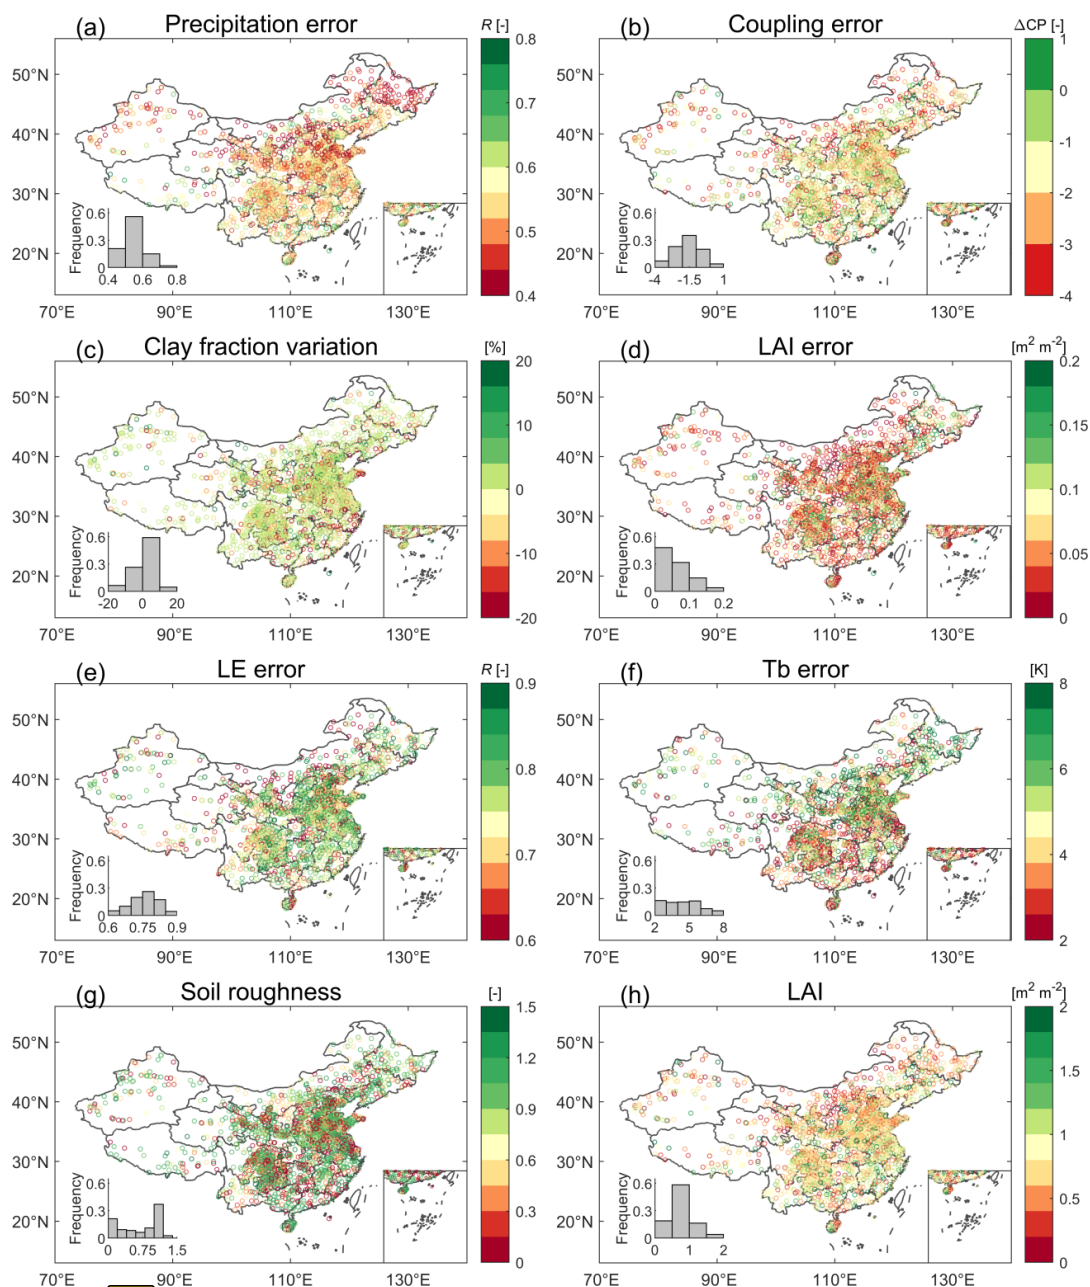 (a) Precipitation error R [-]
50°N
40°N
30°N
20°N
70°E 90°E 110°E 130°E
Frequency
0.6
0.3
0
0.4 0.6 0.8
0.8
0.7
0.6
0.5
0.4
(b) Coupling error ΔCP [-]
50°N
40°N
30°N
20°N
70°E 90°E 110°E 130°E
Frequency
0.6
0.3
0
-4 -1.5 1
1
0
-1
-2
-3
-4
(c) Clay fraction variation [%]
50°N
40°N
30°N
20°N
70°E 90°E 110°E 130°E
Frequency
0.6
0.3
0
-20 0 20
20
10
0
-10
-20
(d) LAI error [m² m⁻²]
50°N
40°N
30°N
20°N
70°E 90°E 110°E 130°E
Frequency
0.6
0.3
0
0 0.1 0.2
0.2
0.15
0.1
0.05
0
(e) LE error R [-]
50°N
40°N
30°N
20°N
70°E 90°E 110°E 130°E
Frequency
0.6
0.3
0
0.6 0.75 0.9
0.9
0.8
0.7
0.6
(f) Tb error [K]
50°N
40°N
30°N
20°N
70°E 90°E 110°E 130°E
Frequency
0.6
0.3
0
2 5 8
8
6
4
2
(g) Soil roughness [-]
50°N
40°N
30°N
20°N
70°E 90°E 110°E 130°E
Frequency
0.6
0.3
0
0 0.75 1.5
1.5
1.2
0.9
0.6
0.3
0
(h) LAI [m² m⁻²]
50°N
40°N
30°N
20°N
70°E 90°E 110°E 130°E
Frequency
0.6
0.3
0
0 1 2
2
1.5
1
0.5
0